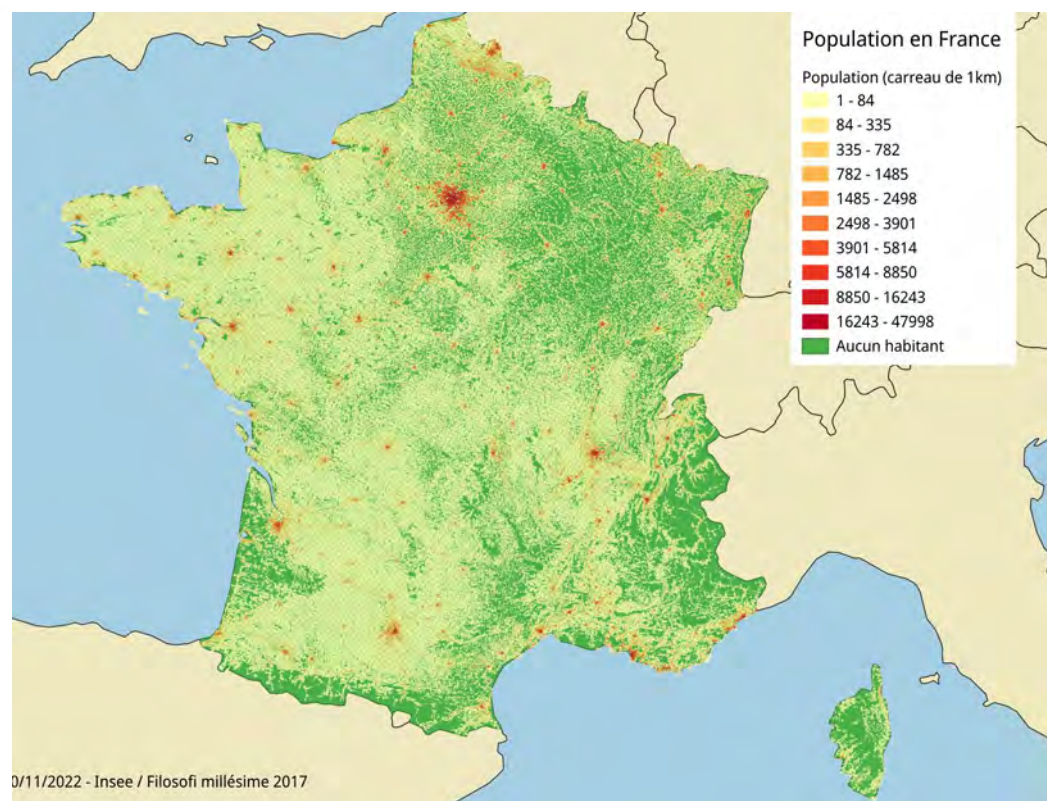 Population en France
Population (carreau de 1km)
1 - 84
84 - 335
335 - 782
782 - 1485
1485 - 2498
2498 - 3901
3901 - 5814
5814 - 8850
8850 - 16243
16243 - 47998
Aucun habitant
0/11/2022 - Insee / Filosofi millésime 2017